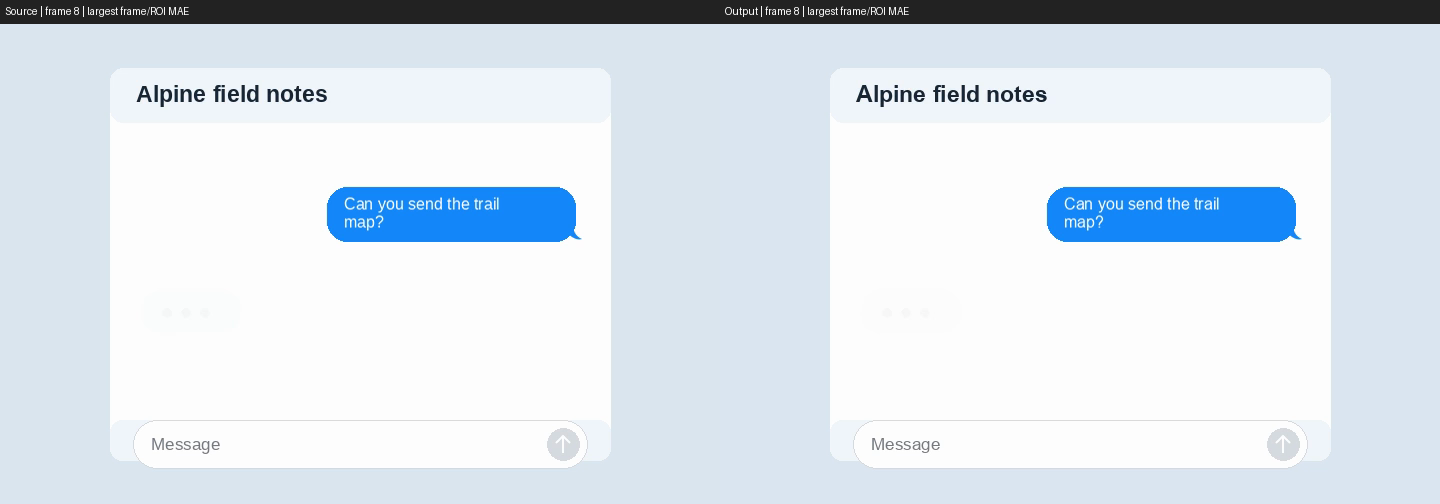 Source | frame 8 | largest frame/ROI MAE
Output | frame 8 | largest frame/ROI MAE
Alpine field notes
Can you send the trail
map?
Message
Alpine field notes
Can you send the trail
map?
Message